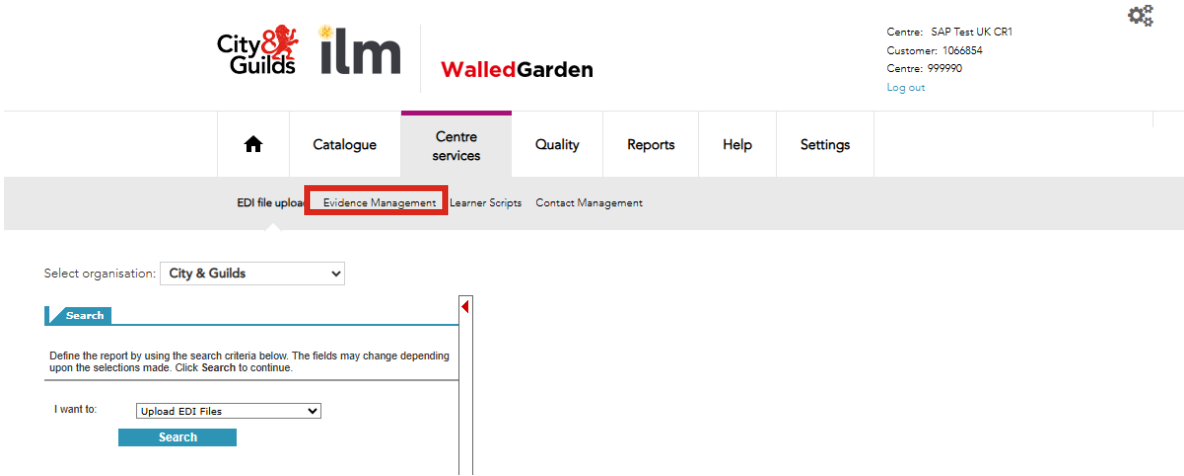 City&
Guilds
ilm
WalledGarden
Centre: SAP Test UK CR1
Customer: 1066854
Centre: 999990
Log out
Catalogue
Centre
services
Quality
Reports
Help
Settings
EDI file uploa Evidence Management Learner Scripts Contact Management
Select organisation: City & Guilds
Search
Define the report by using the search criteria below. The fields may change depending
upon the selections made. Click Search to continue.
I want to: Upload EDI Files
Search